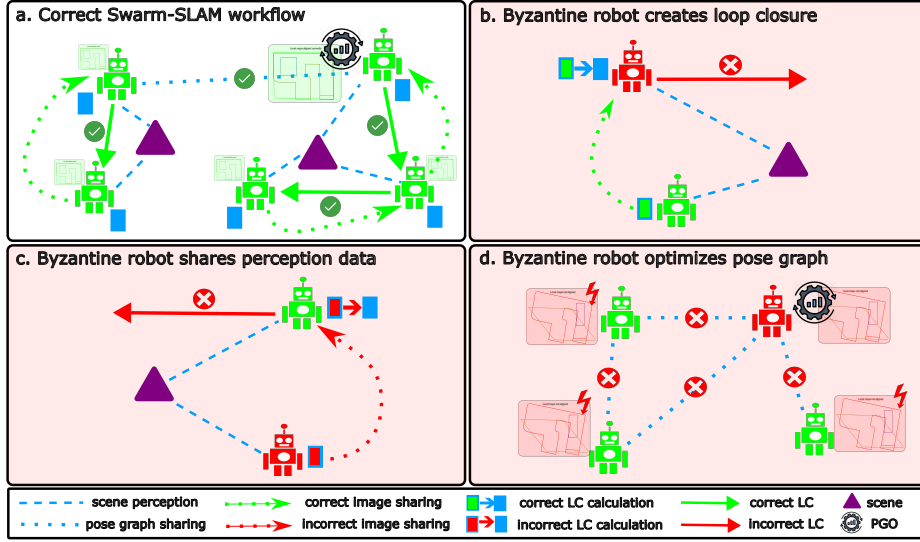 a. Correct Swarm-SLAM workflow
b. Byzantine robot creates loop closure
c. Byzantine robot shares perception data
d. Byzantine robot optimizes pose graph
scene perception
correct image sharing
correct LC calculation
correct LC
scene
pose graph sharing
incorrect image sharing
incorrect LC calculation
incorrect LC
PGO